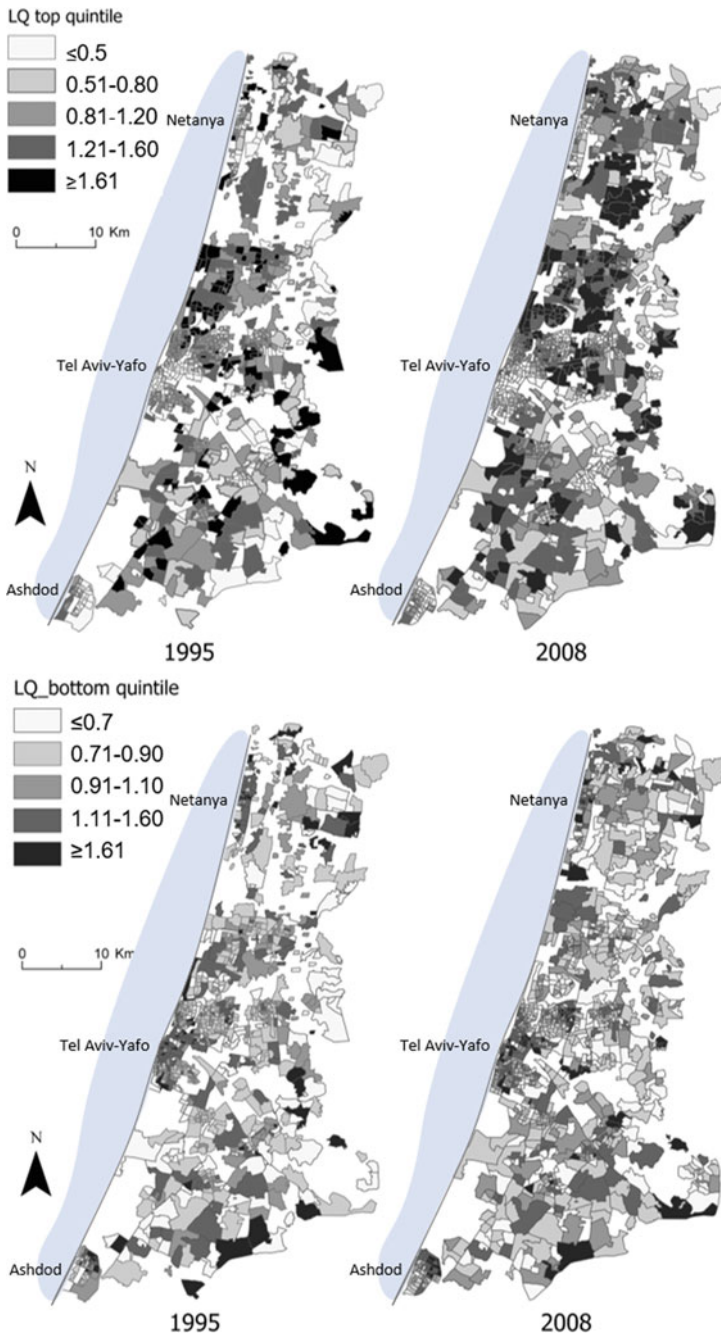 LQ top quintile
≤0.5
0.51-0.80
0.81-1.20
1.21-1.60
≥1.61
0 10 Km
Netanya
Netanya
Tel Aviv-Yafo
Tel Aviv-Yafo
N
Ashdod
Ashdod
1995
2008
LQ_bottom quintile
≤0.7
0.71-0.90
0.91-1.10
1.11-1.60
≥1.61
0 10 Km
Netanya
Netanya
Tel Aviv-Yafo
Tel Aviv-Yafo
N
Ashdod
Ashdod
1995
2008